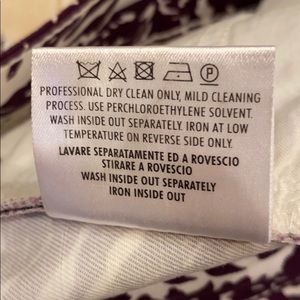 P
PROFESSIONAL DRY CLEAN ONLY, MILD CLEANING
PROCESS. USE PERCHLOROETHYLENE SOLVENT.
WASH INSIDE OUT SEPARATELY. IRON AT LOW
TEMPERATURE ON REVERSE SIDE ONLY.
LAVARE SEPARATAMENTE ED A ROVESCIO
STIRARE A ROVESCIO
WASH INSIDE OUT SEPARATELY
IRON INSIDE OUT